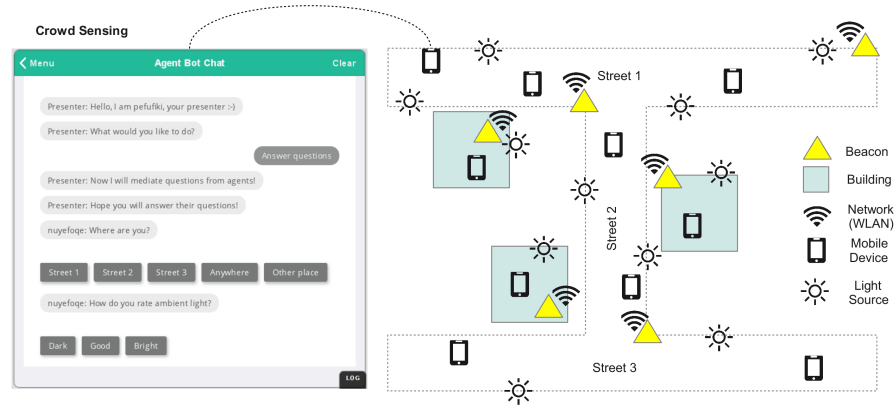 Crowd Sensing
Menu
Agent Bot Chat
Clear
Presenter: Hello, I am pefufiki, your presenter :-)
Presenter: What would you like to do?
Answer questions
Presenter: Now I will mediate questions from agents!
Presenter: Hope you will answer their questions!
nuyefoqe: Where are you?
Street 1
Street 2
Street 3
Anywhere
Other place
nuyefoqe: How do you rate ambient light?
Dark
Good
Bright
LOG
Street 1
Street 2
Street 3
Beacon
Building
Network
(WLAN)
Mobile
Device
Light
Source